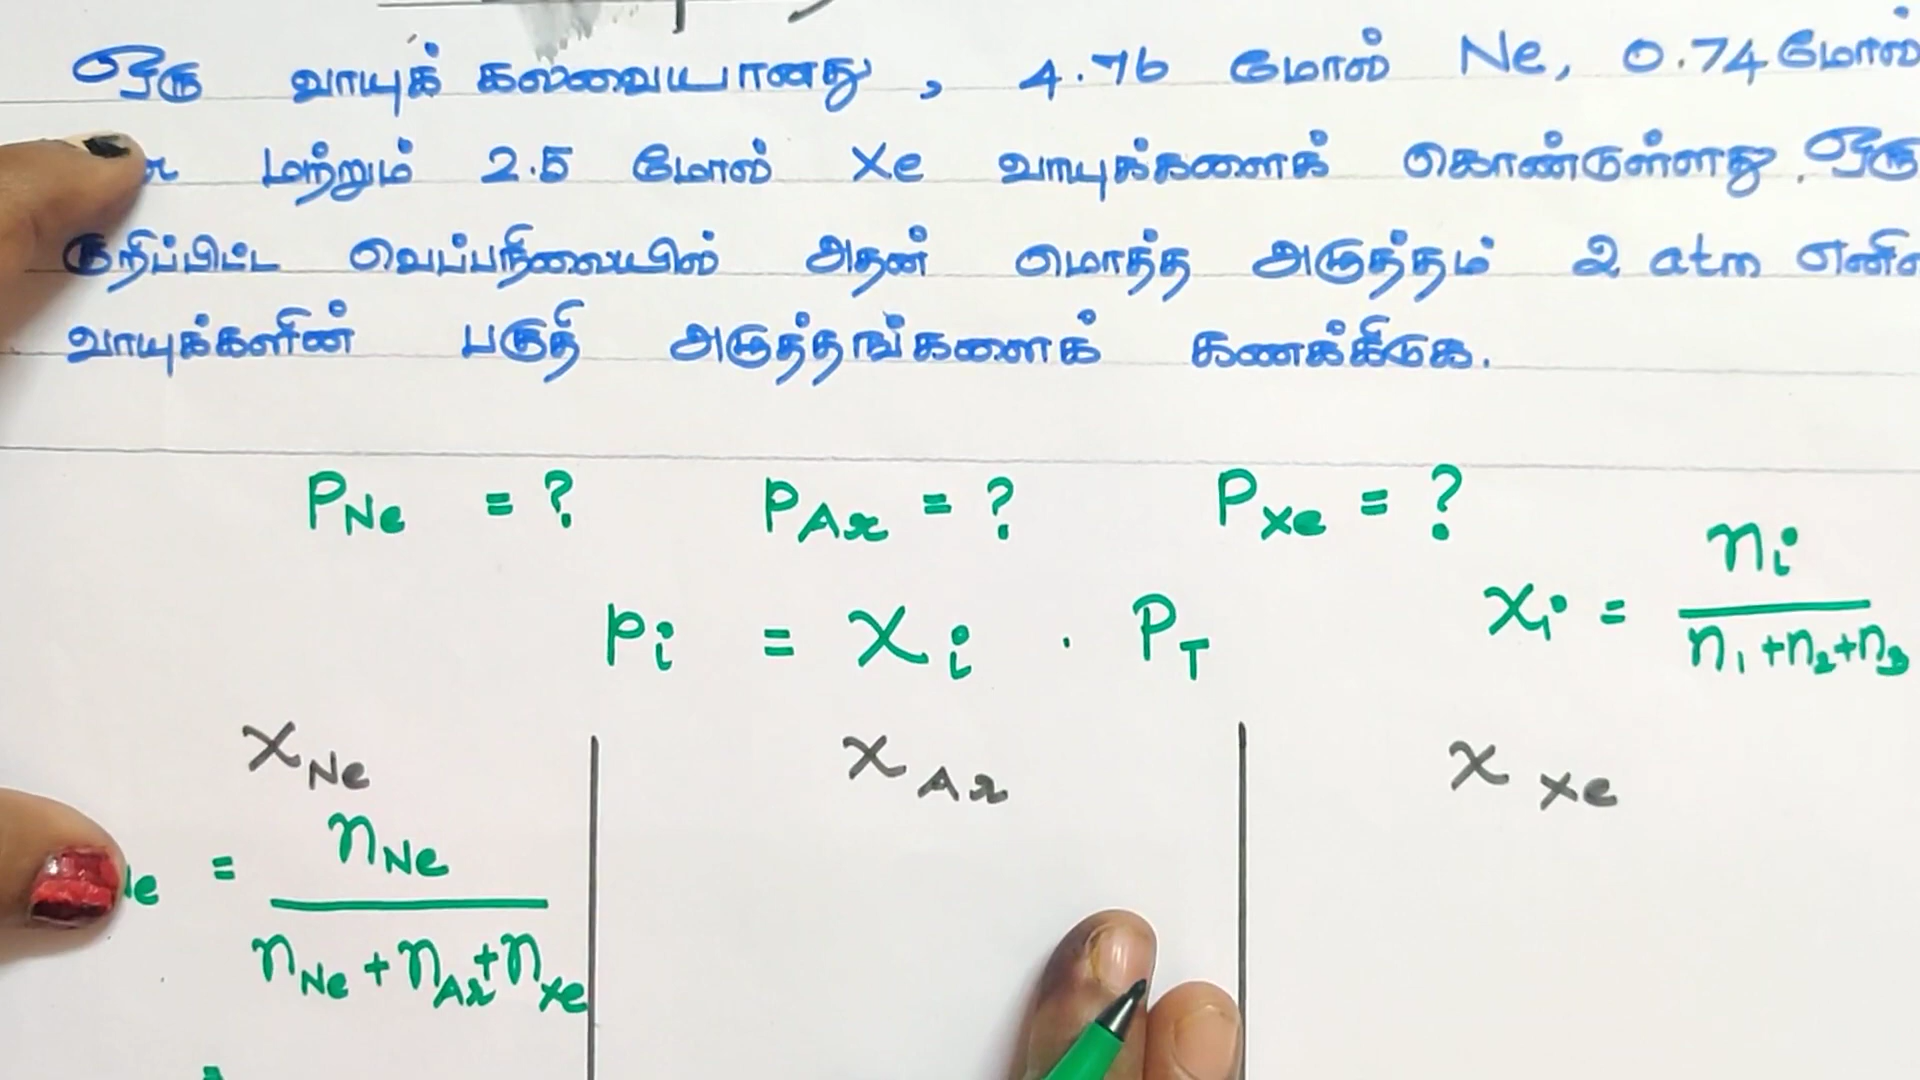 ஒரு வாயுக் கலவையானது, 4.76 மோல் Ne, 0.74 மோல்
மற்றும் 2.5 மோல் Xe வாயுக்களைக் கொண்டுள்ளது. ஒரு
குறிப்பிட்ட வெப்பநிலையில் அதன் மொத்த அழுத்தம் 2 atm எனி
வாயுக்களின் பகுதி அழுத்தங்களைக் கணக்கிடுக.
PNe = ? PAr = ? PXe = ?
xi = ni / n1+n2+n3
Pi = xi . PT
xNe xAr xXe
e = nNe / nNe+nAr+nXe